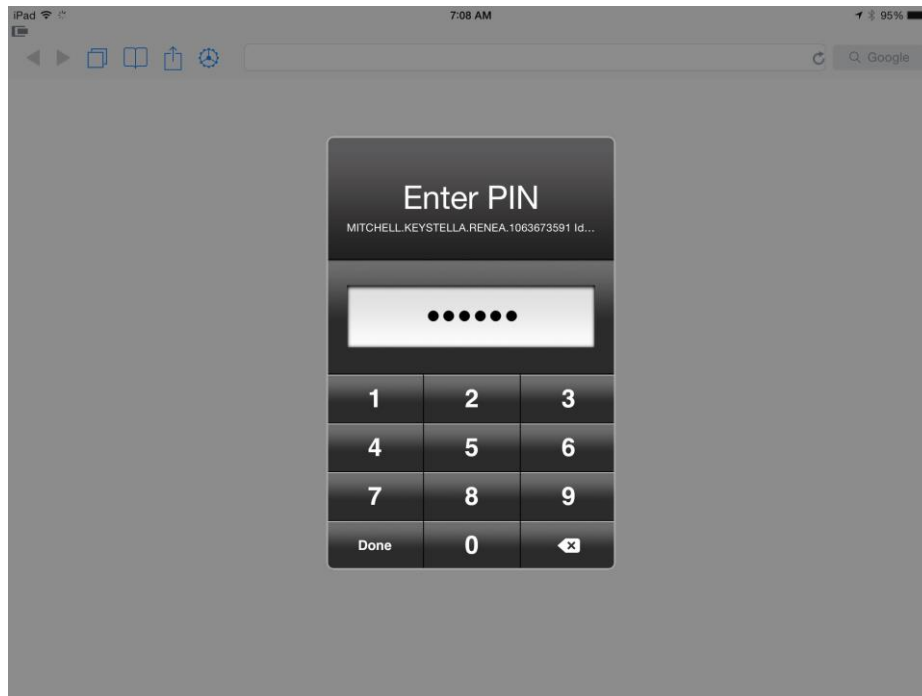 iPad 7:08 AM 95%
Google
Enter PIN
MITCHELL.KEYSTELLA.RENEA.1063673591 Id...
1 2 3
4 5 6
7 8 9
Done 0